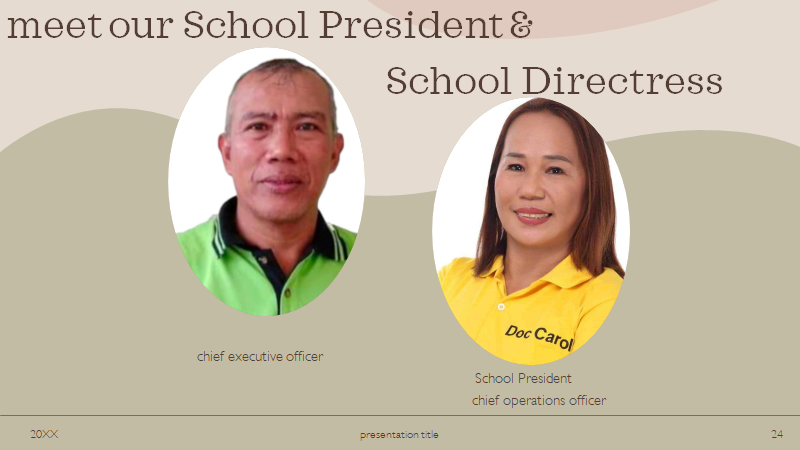 meet our School President &
School Directress
Doc Carol
chief executive officer
School President
chief operations officer
20XX
presentation title
24